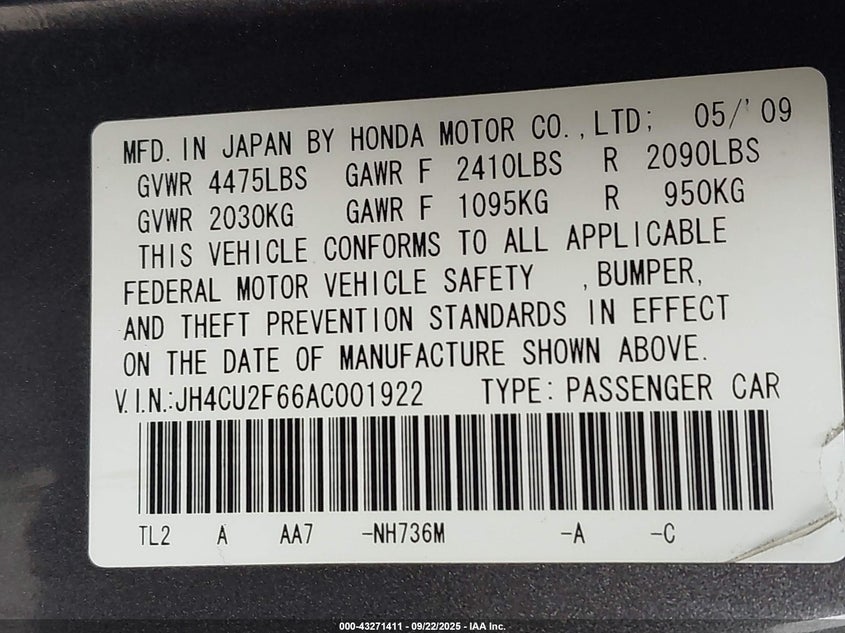 MFD. IN JAPAN BY HONDA MOTOR CO., LTD; 05/'09
GVWR 4475LBS GAWR F 2410LBS R 2090LBS
GVWR 2030KG GAWR F 1095KG R 950KG
THIS VEHICLE CONFORMS TO ALL APPLICABLE
FEDERAL MOTOR VEHICLE SAFETY , BUMPER,
AND THEFT PREVENTION STANDARDS IN EFFECT
ON THE DATE OF MANUFACTURE SHOWN ABOVE.
V.I.N.:JH4CU2F66AC001922 TYPE: PASSENGER CAR
TL2 A AA7 -NH736M -A -C
000-43271411 - 09/22/2025 - IAA Inc.